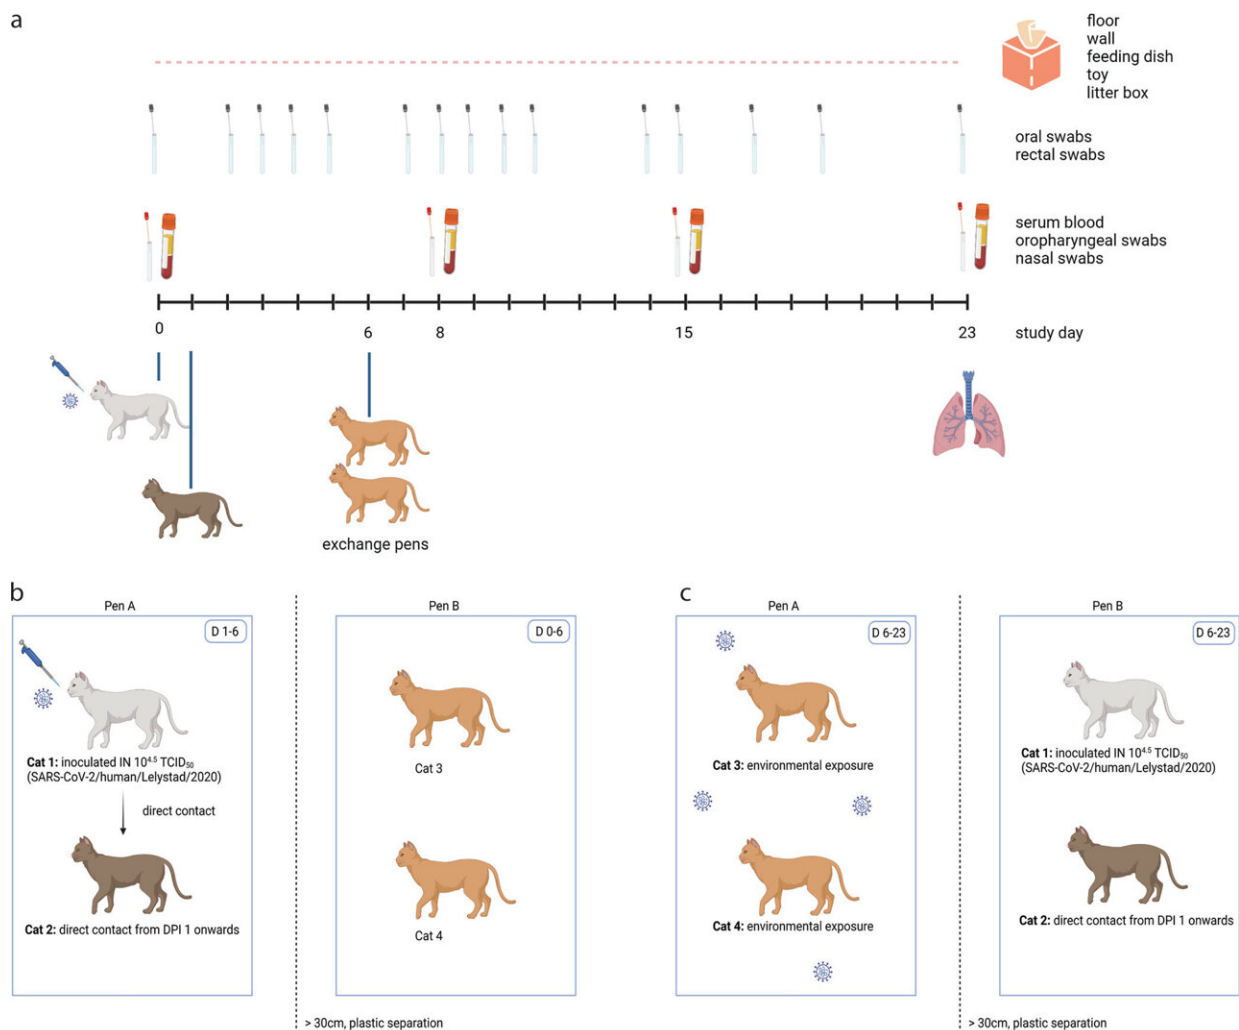 a
floor
wall
feeding dish
toy
litter box
oral swabs
rectal swabs
serum blood
oropharyngeal swabs
nasal swabs
0 6 8 15 23 study day
exchange pens
b
Pen A
D 1-6
Cat 1: inoculated IN 10⁴·⁵ TCID₅₀
(SARS-CoV-2/human/Lelystad/2020)
direct contact
Cat 2: direct contact from DPI 1 onwards
Pen B
D 0-6
Cat 3
Cat 4
> 30cm, plastic separation
c
Pen A
D 6-23
Cat 3: environmental exposure
Cat 4: environmental exposure
Pen B
D 6-23
Cat 1: inoculated IN 10⁴·⁵ TCID₅₀
(SARS-CoV-2/human/Lelystad/2020)
Cat 2: direct contact from DPI 1 onwards
> 30cm, plastic separation